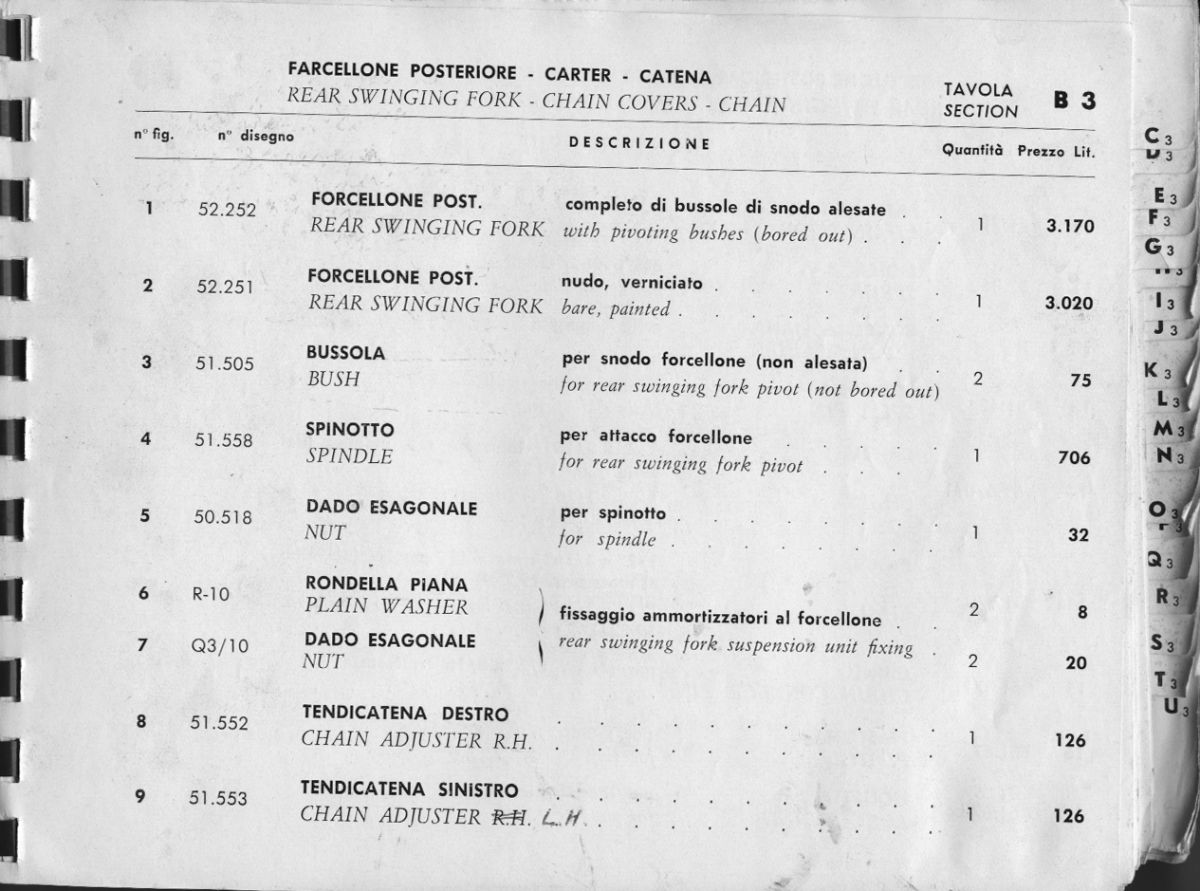 FARCELLONE POSTERIORE - CARTER - CATENA
REAR SWINGING FORK - CHAIN COVERS - CHAIN
TAVOLA
SECTION B 3
n° fig. n° disegno DESCRIZIONE Quantità Prezzo Lit.
1 52.252 FORCELLONE POST. completo di bussole di snodo alesate . . 1 3.170
REAR SWINGING FORK with pivoting bushes (bored out) . . .
2 52.251 FORCELLONE POST. nudo, verniciato . . . . . . . 1 3.020
REAR SWINGING FORK bare, painted . . . . . . . .
3 51.505 BUSSOLA per snodo forcellone (non alesata) . . 2 75
BUSH for rear swinging fork pivot (not bored out)
4 51.558 SPINOTTO per attacco forcellone . . . . . 1 706
SPINDLE for rear swinging fork pivot . . . .
5 50.518 DADO ESAGONALE per spinotto . . . . . . . . 1 32
NUT for spindle . . . . . . . .
6 R-10 RONDELLA PiANA 2 8
PLAIN WASHER
fissaggio ammortizzatori al forcellone . .
7 Q3/10 DADO ESAGONALE rear swinging fork suspension unit fixing . 2 20
NUT
8 51.552 TENDICATENA DESTRO . . . . . . . . . . 1 126
CHAIN ADJUSTER R.H. . . . . . . . . . .
9 51.553 TENDICATENA SINISTRO . . . . . . . . . . 1 126
CHAIN ADJUSTER R.H. L.H. . . . . . . . . .
C 3
D 3
E 3
F 3
G 3
I 3
J 3
K 3
L 3
M 3
N 3
O 3
Q 3
R 3
S 3
T 3
U 3